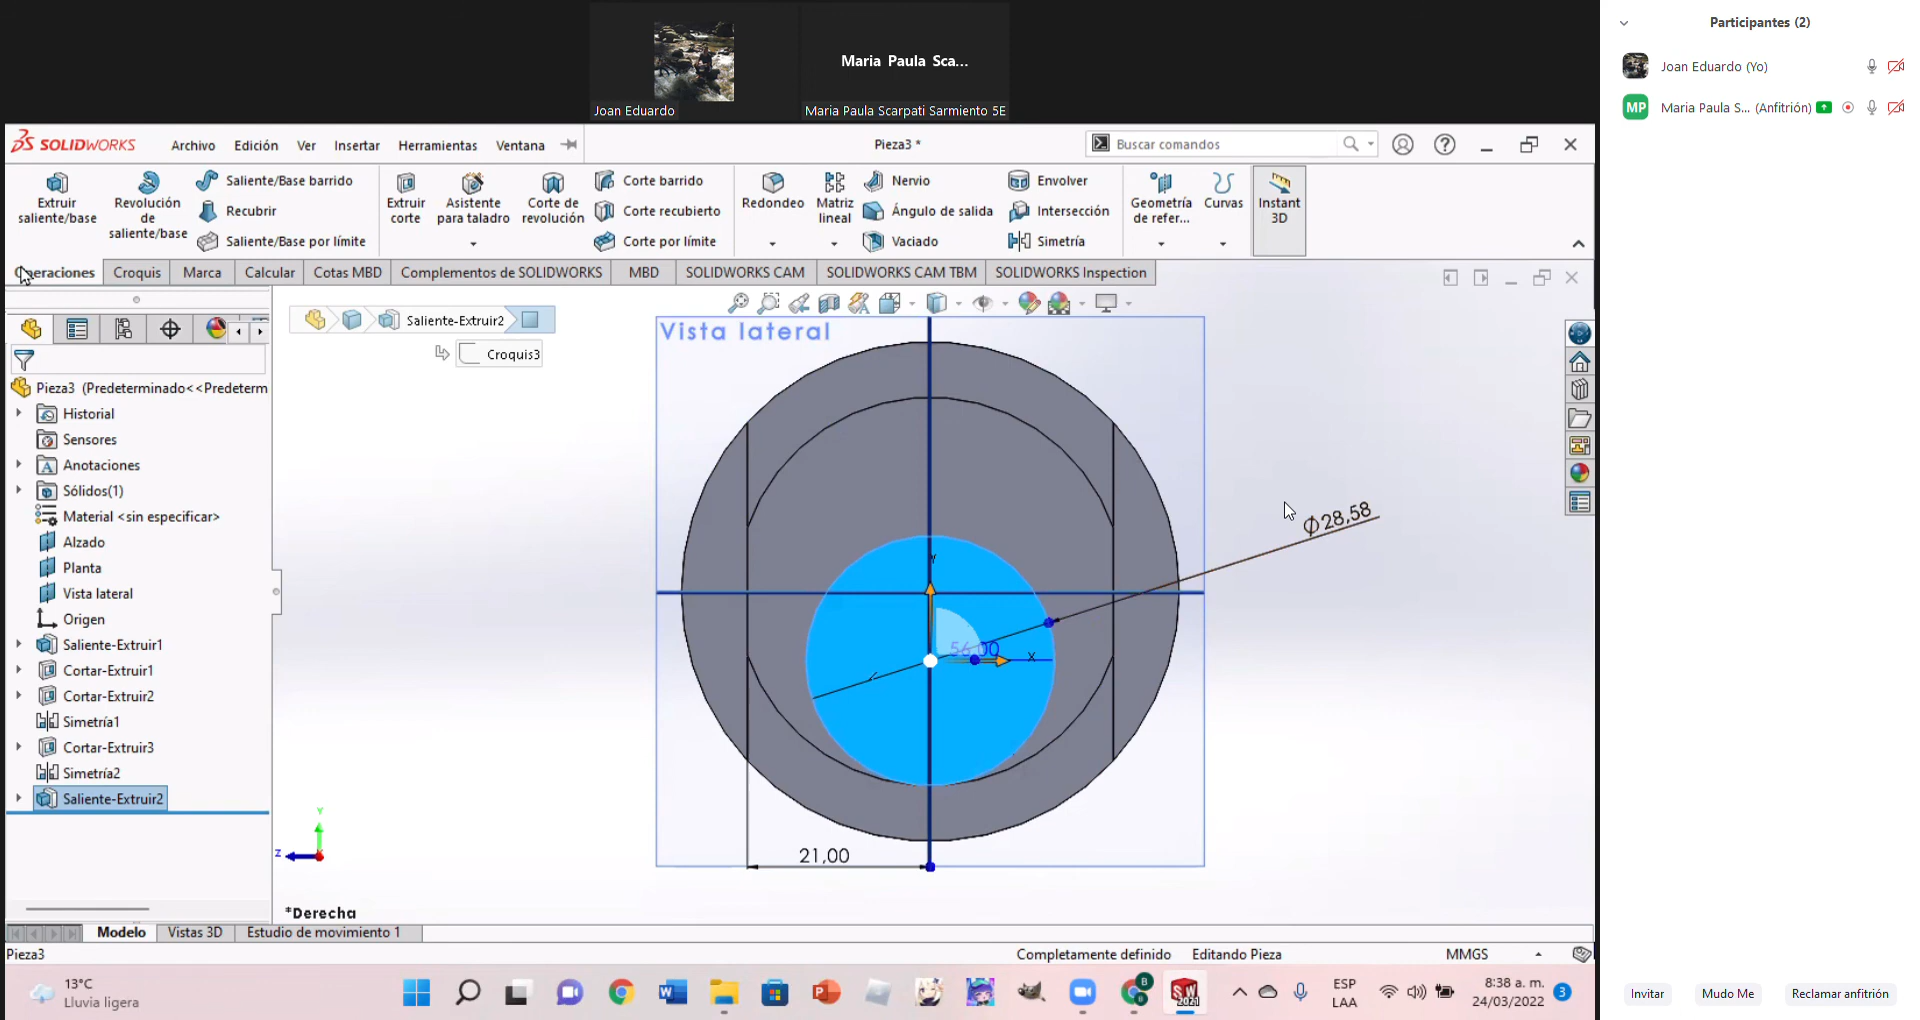 Maria Paula Sca...
Joan Eduardo
Maria Paula Scarpati Sarmiento 5E
Participantes (2)
Joan Eduardo (Yo)
MP Maria Paula S... (Anfitrión)
SOLIDWORKS Archivo Edición Ver Insertar Herramientas Ventana Pieza3 * Buscar comandos
Extruir saliente/base
Revolución de saliente/base
Saliente/Base barrido
Recubrir
Saliente/Base por límite
Extruir corte
Asistente para taladro
Corte de revolución
Corte barrido
Corte recubierto
Corte por límite
Redondeo
Matriz lineal
Nervio
Ángulo de salida
Vaciado
Envolver
Intersección
Simetría
Geometría de refer...
Curvas
Instant 3D
Operaciones Croquis Marca Calcular Cotas MBD Complementos de SOLIDWORKS MBD SOLIDWORKS CAM SOLIDWORKS CAM TBM SOLIDWORKS Inspection
Saliente-Extruir2
Croquis3
Pieza3 (Predeterminado<<Predeterm
Historial
Sensores
Anotaciones
Sólidos(1)
Material <sin especificar>
Alzado
Planta
Vista lateral
Origen
Saliente-Extruir1
Cortar-Extruir1
Cortar-Extruir2
Simetría1
Cortar-Extruir3
Simetría2
Saliente-Extruir2
Vista lateral
Φ28,58
Y
56,00
X
21,00
Y
Z
*Derecha
Modelo Vistas 3D Estudio de movimiento 1
Pieza3 Completamente definido Editando Pieza MMGS
13°C
Lluvia ligera
ESP
LAA
8:38 a. m.
24/03/2022
3
Invitar Mudo Me Reclamar anfitrión